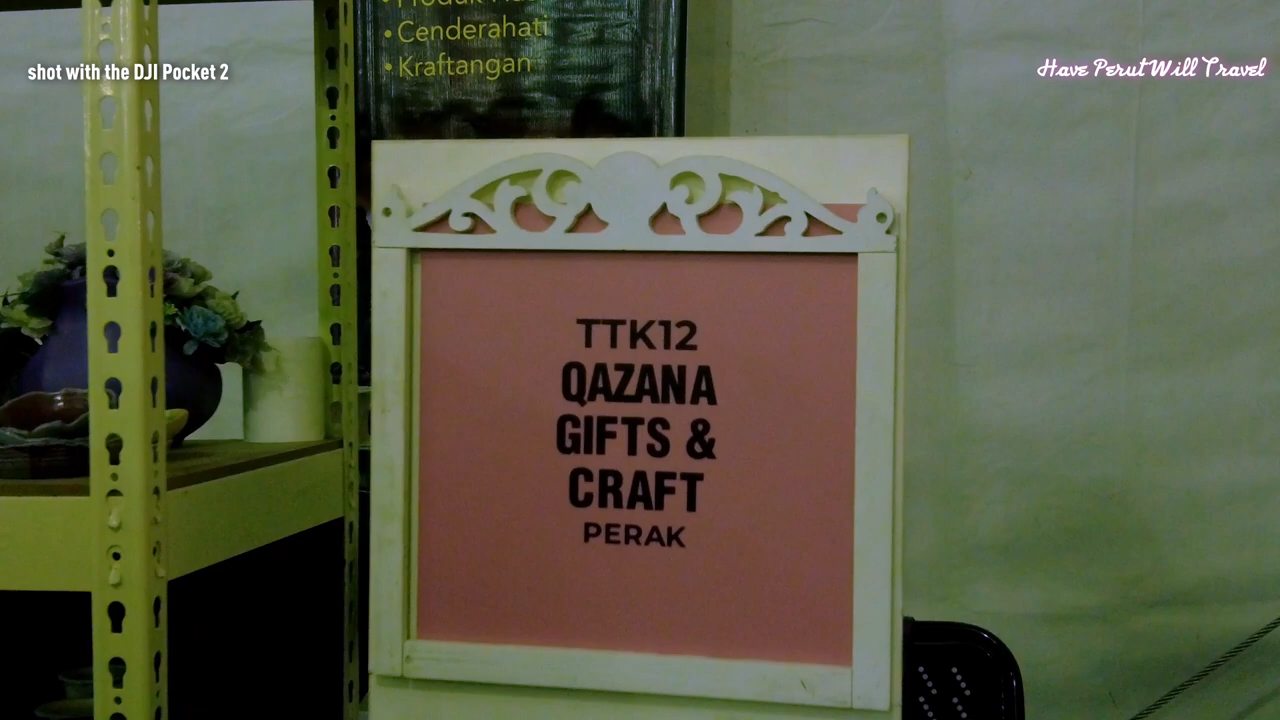 • Cenderahati
• Kraftangan
shot with the DJI Pocket 2
Have Perut Will Travel
TTK12
QAZANA
GIFTS &
CRAFT
PERAK